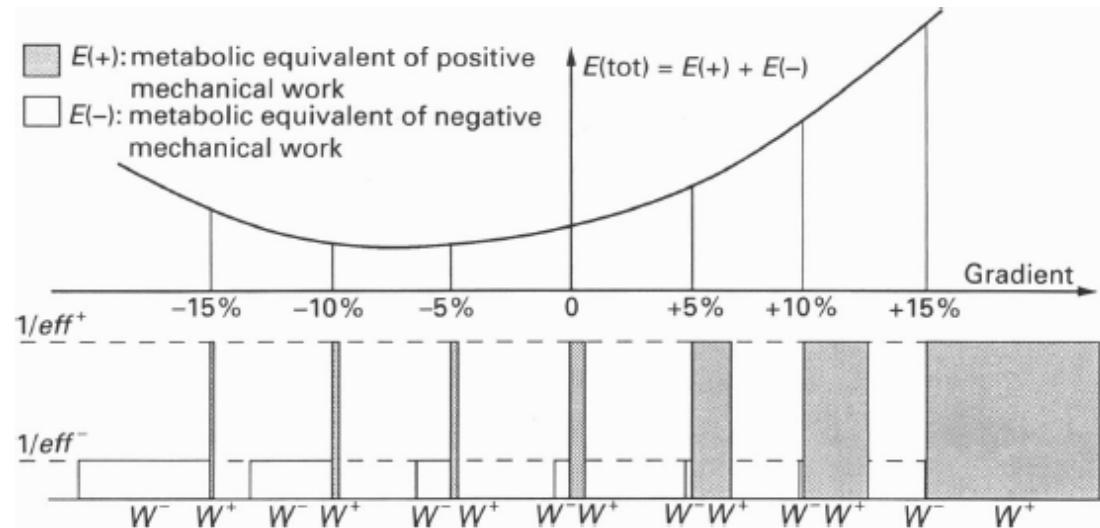 E(+): metabolic equivalent of positive
mechanical work
E(–): metabolic equivalent of negative
mechanical work
E(tot) = E(+) + E(–)
Gradient
–15% –10% –5% 0 +5% +10% +15%
1/eff⁺
1/eff⁻
W⁻ W⁺ W⁻ W⁺ W⁻ W⁺ W⁻ W⁺ W⁻ W⁺ W⁻ W⁺ W⁻ W⁺